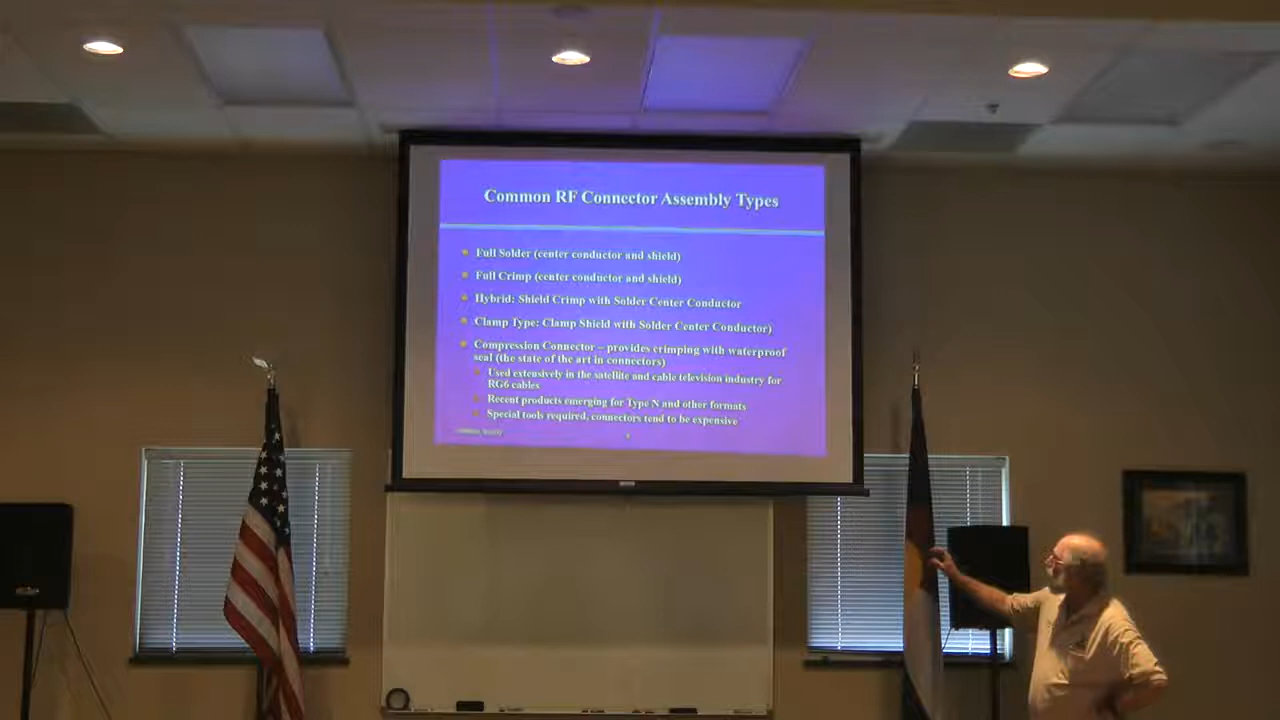 Common RF Connector Assembly Types
Full Solder (center conductor and shield)
Full Crimp (center conductor and shield)
Hybrid: Shield Crimp with Solder Center Conductor
Clamp Type: Clamp Shield with Solder Center Conductor)
Compression Connector – provides crimping with waterproof
seal (the state of the art in connectors)
Used extensively in the satellite and cable television industry for
RG6 cables
Recent products emerging for Type N and other formats
Special tools required, connectors tend to be expensive